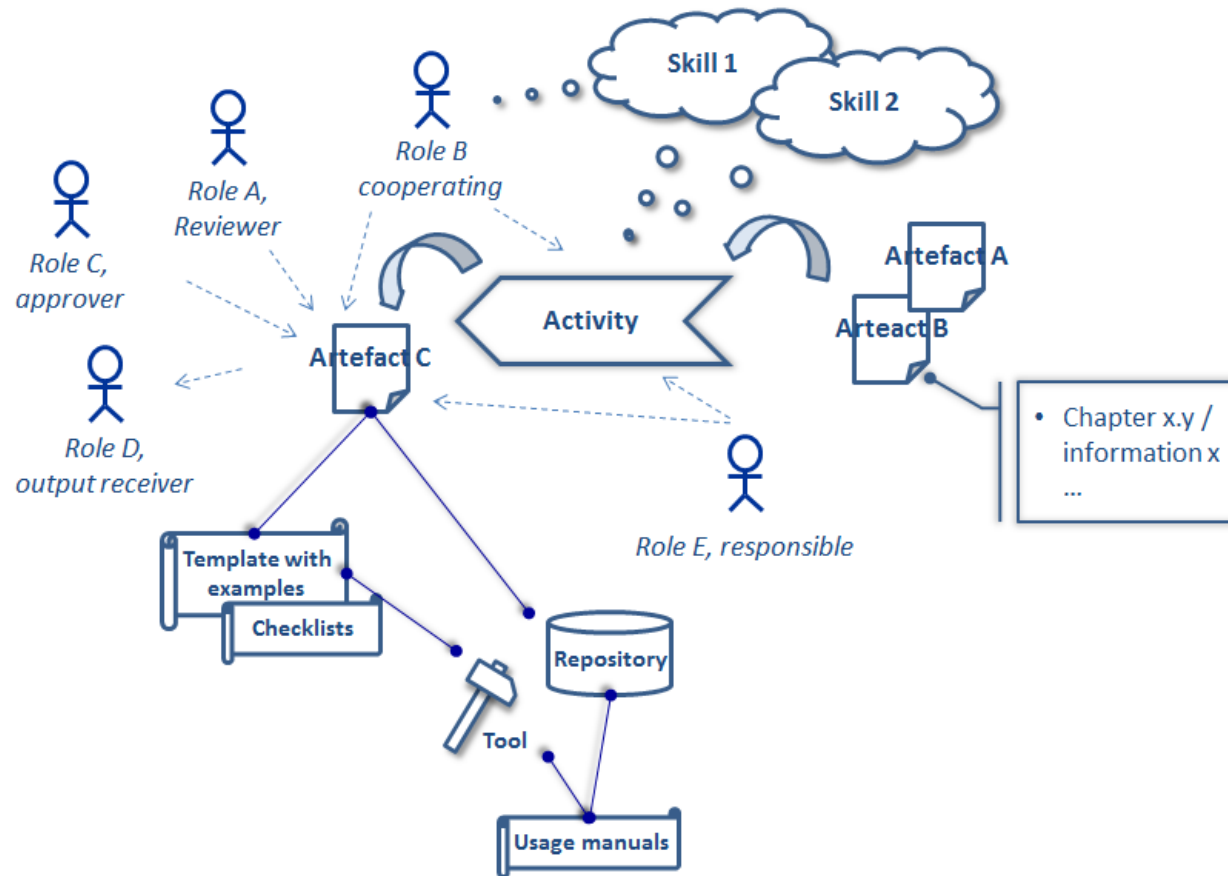 Skill 1
Skill 2
Role B
cooperating
Role A,
Reviewer
Role C,
approver
Artefact A
Arteact B
Activity
Artefact C
• Chapter x.y /
information x
...
Role D,
output receiver
Role E, responsible
Template with
examples
Checklists
Repository
Tool
Usage manuals